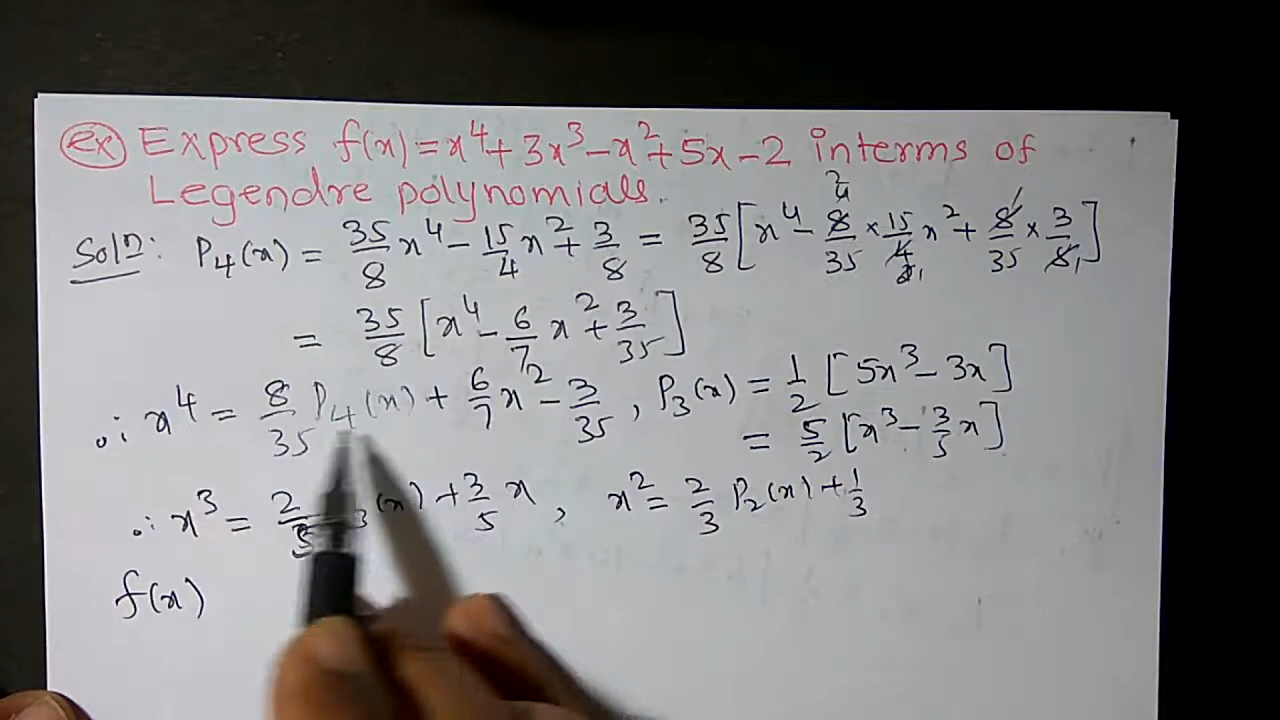 ex Express f(x) = x⁴ + 3x³ − x² + 5x − 2 interms of
Legendre polynomials.
Solⁿ: P₄(x) = 35/8 x⁴ − 15/4 x² + 3/8 = 35/8 [x⁴ − 8/35 × 15/4 x² + 8/35 × 3/8]
= 35/8 [x⁴ − 6/7 x² + 3/35]
∴ x⁴ = 8/35 P₄(x) + 6/7 x² − 3/35 , P₃(x) = 1/2 [5x³ − 3x]
= 5/2 [x³ − 3/5 x]
∴ x³ = 2/5 ₃(x) + 3/5 x , x² = 2/3 P₂(x) + 1/3
f(x)